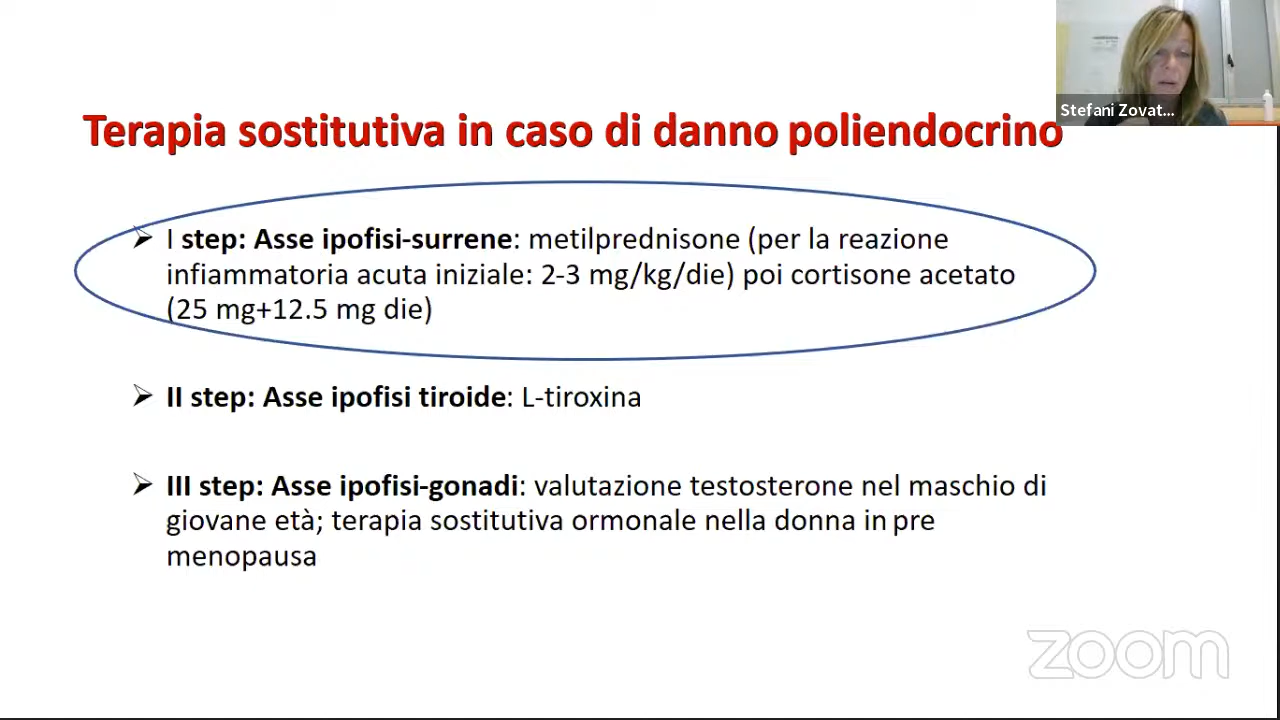 Stefani Zovat...
Terapia sostitutiva in caso di danno poliendocrino
I step: Asse ipofisi-surrene: metilprednisone (per la reazione
infiammatoria acuta iniziale: 2-3 mg/kg/die) poi cortisone acetato
(25 mg+12.5 mg die)
II step: Asse ipofisi tiroide: L-tiroxina
III step: Asse ipofisi-gonadi: valutazione testosterone nel maschio di
giovane età; terapia sostitutiva ormonale nella donna in pre
menopausa
zoom